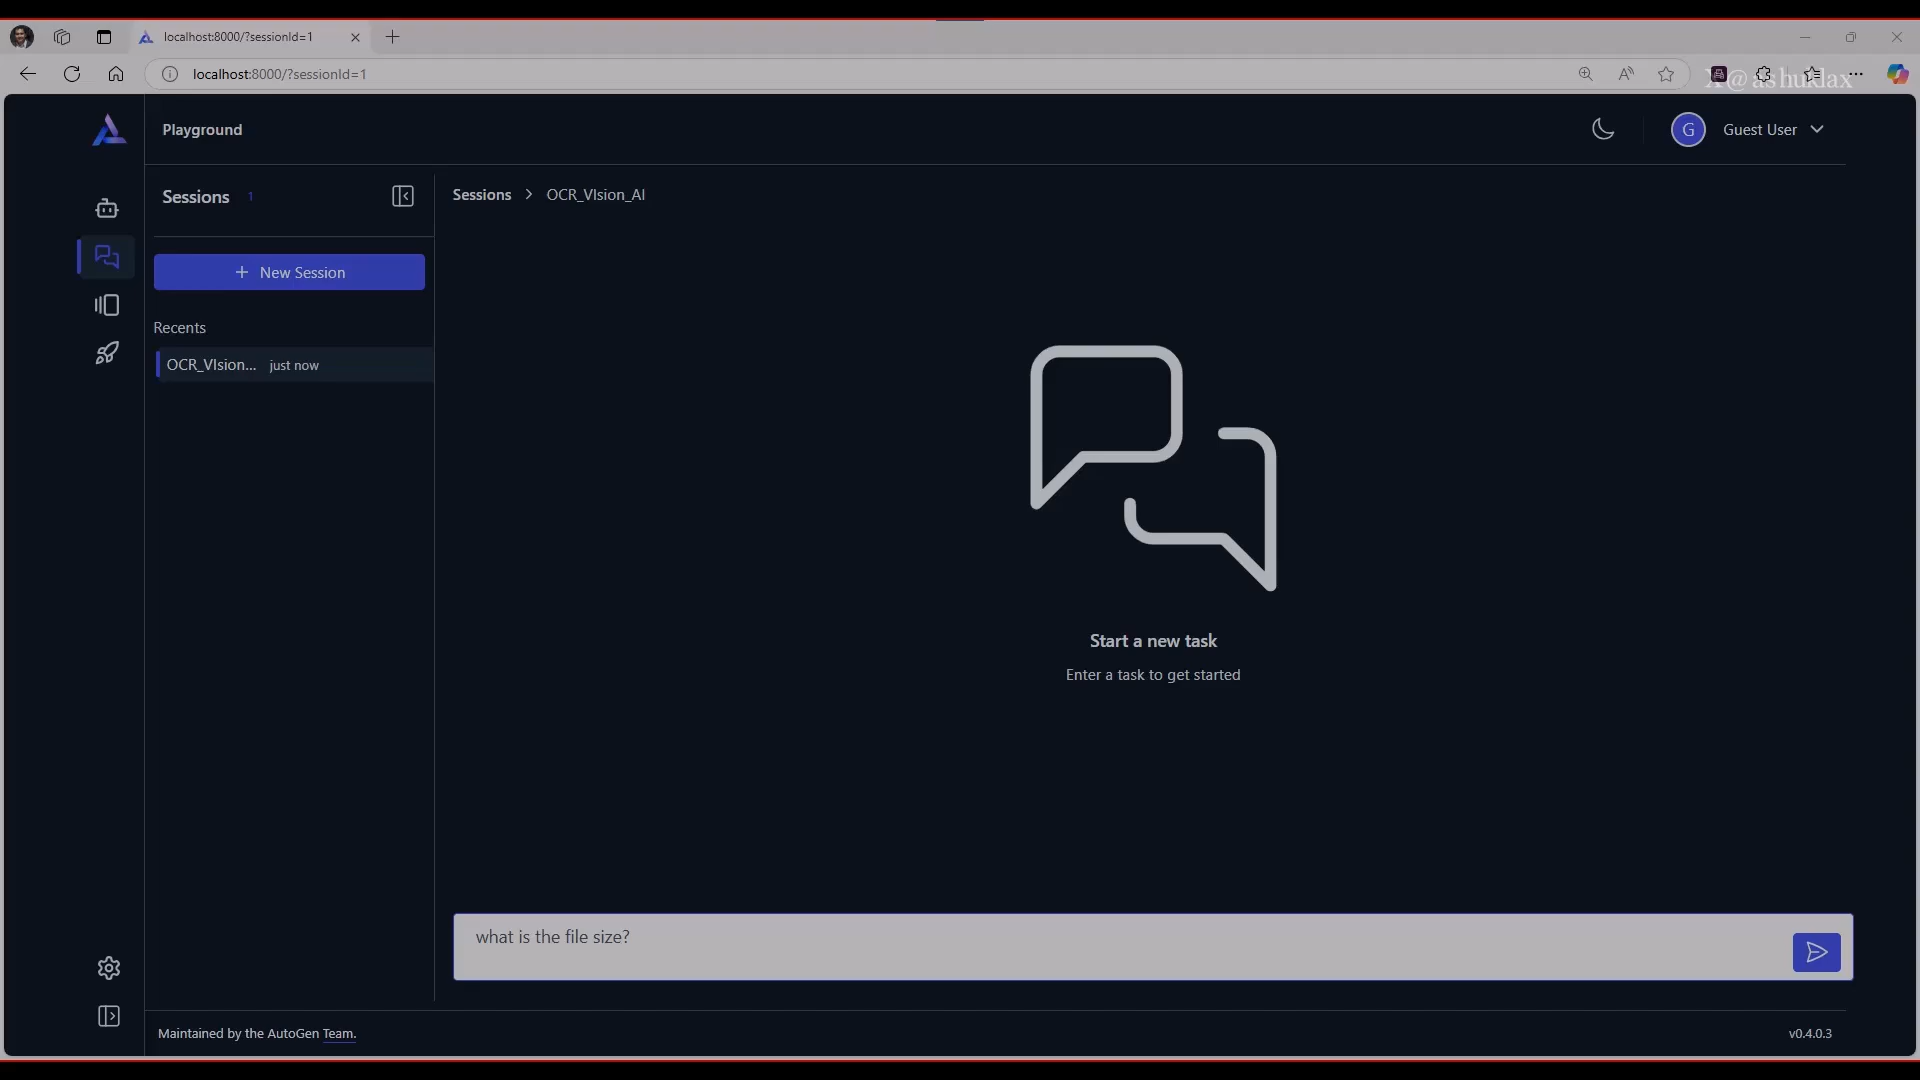 localhost:8000/?sessionId=1
localhost:8000/?sessionId=1
X@ashuklax
Playground
G
Guest User
Sessions 1
Sessions > OCR_VIsion_AI
+ New Session
Recents
OCR_VIsion... just now
Start a new task
Enter a task to get started
what is the file size?
Maintained by the AutoGen Team.
v0.4.0.3